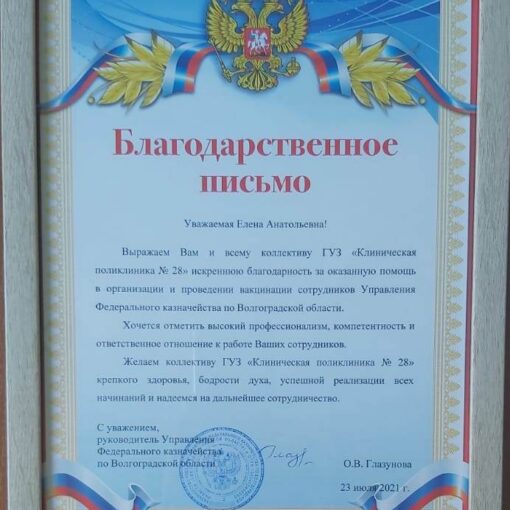 Благодарственное
письмо
Уважаемая Елена Анатольевна!
Выражаем Вам и всему коллективу ГУЗ «Клиническая
поликлиника № 28» искреннюю благодарность за оказанную помощь
в организации и проведении вакцинации сотрудников Управления
Федерального казначейства по Волгоградской области.
Хочется отметить высокий профессионализм, компетентность и
ответственное отношение к работе Ваших сотрудников.
Желаем коллективу ГУЗ «Клиническая поликлиника № 28»
крепкого здоровья, бодрости духа, успешной реализации всех
начинаний и надеемся на дальнейшее сотрудничество.
С уважением,
руководитель Управления
Федерального казначейства
по Волгоградской области
О.В. Глазунова
23 июля 2021 г.